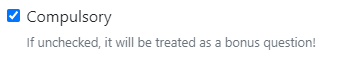 Compulsory
If unchecked, it will be treated as a bonus question!